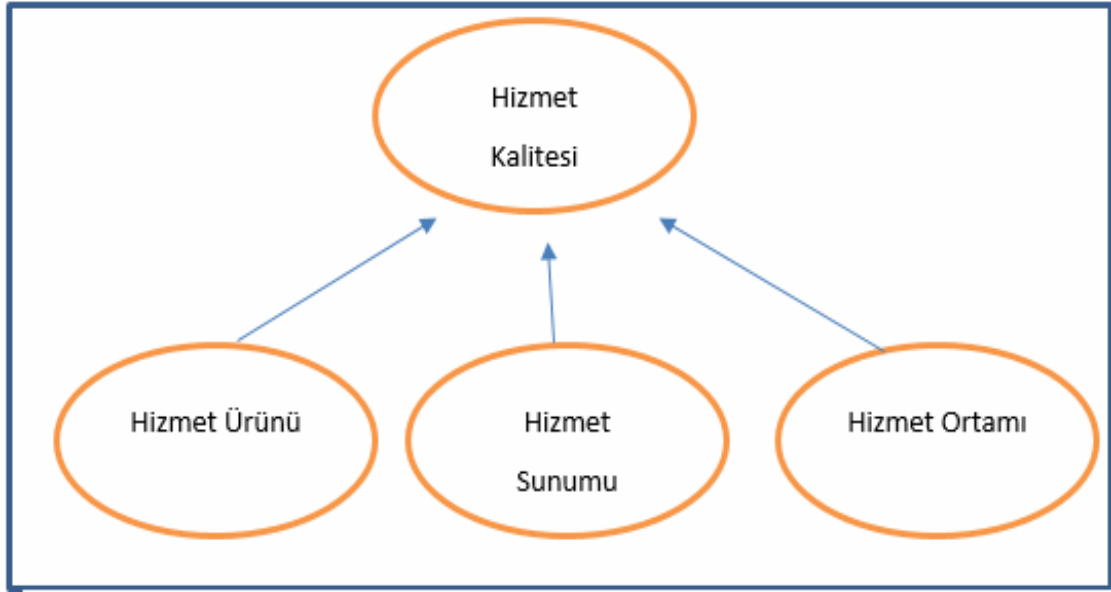 Hizmet
Kalitesi
Hizmet Ürünü
Hizmet
Sunumu
Hizmet Ortamı